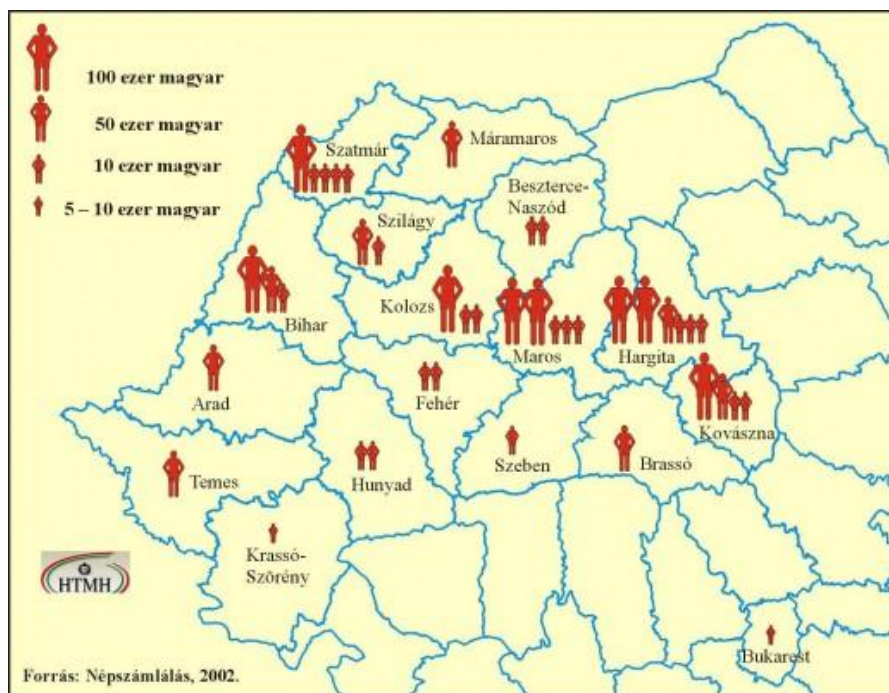 100 ezer magyar
50 ezer magyar
10 ezer magyar
5 – 10 ezer magyar
Szatmár
Máramaros
Beszterce-
Naszód
Szilágy
Bihar
Kolozs
Maros
Hargita
Arad
Fehér
Kovászna
Temes
Hunyad
Szeben
Brassó
Krassó-
Szörény
HTMH
Bukarest
Forrás: Népszámlálás, 2002.